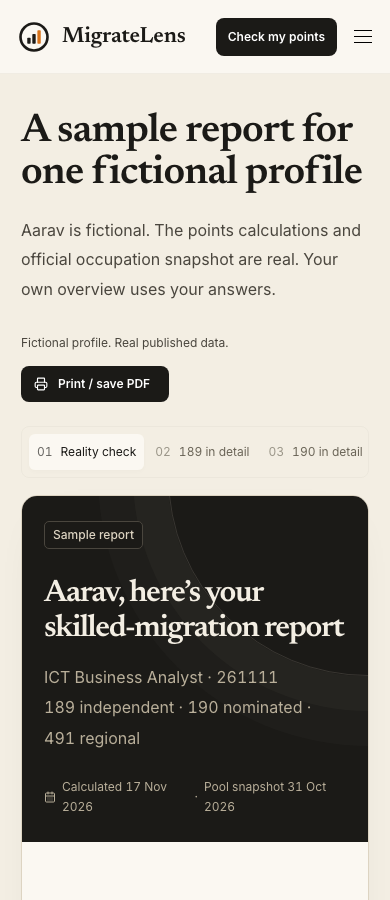 MigrateLens
Check my points
A sample report for
one fictional profile
Aarav is fictional. The points calculations and
official occupation snapshot are real. Your
own overview uses your answers.
Fictional profile. Real published data.
Print / save PDF
01 Reality check 02 189 in detail 03 190 in detail
Sample report
Aarav, here’s your
skilled-migration report
ICT Business Analyst · 261111
189 independent · 190 nominated ·
491 regional
Calculated 17 Nov 2026 · Pool snapshot 31 Oct 2026